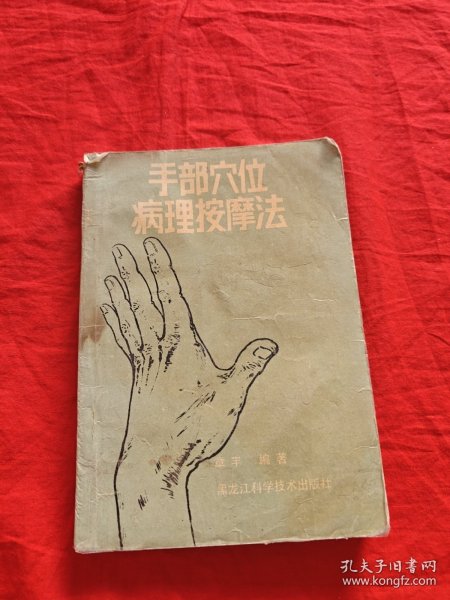 手部穴位
病理按摩法
编著
黑龙江科学技术出版社
孔夫子旧书网
www.kongfz.com